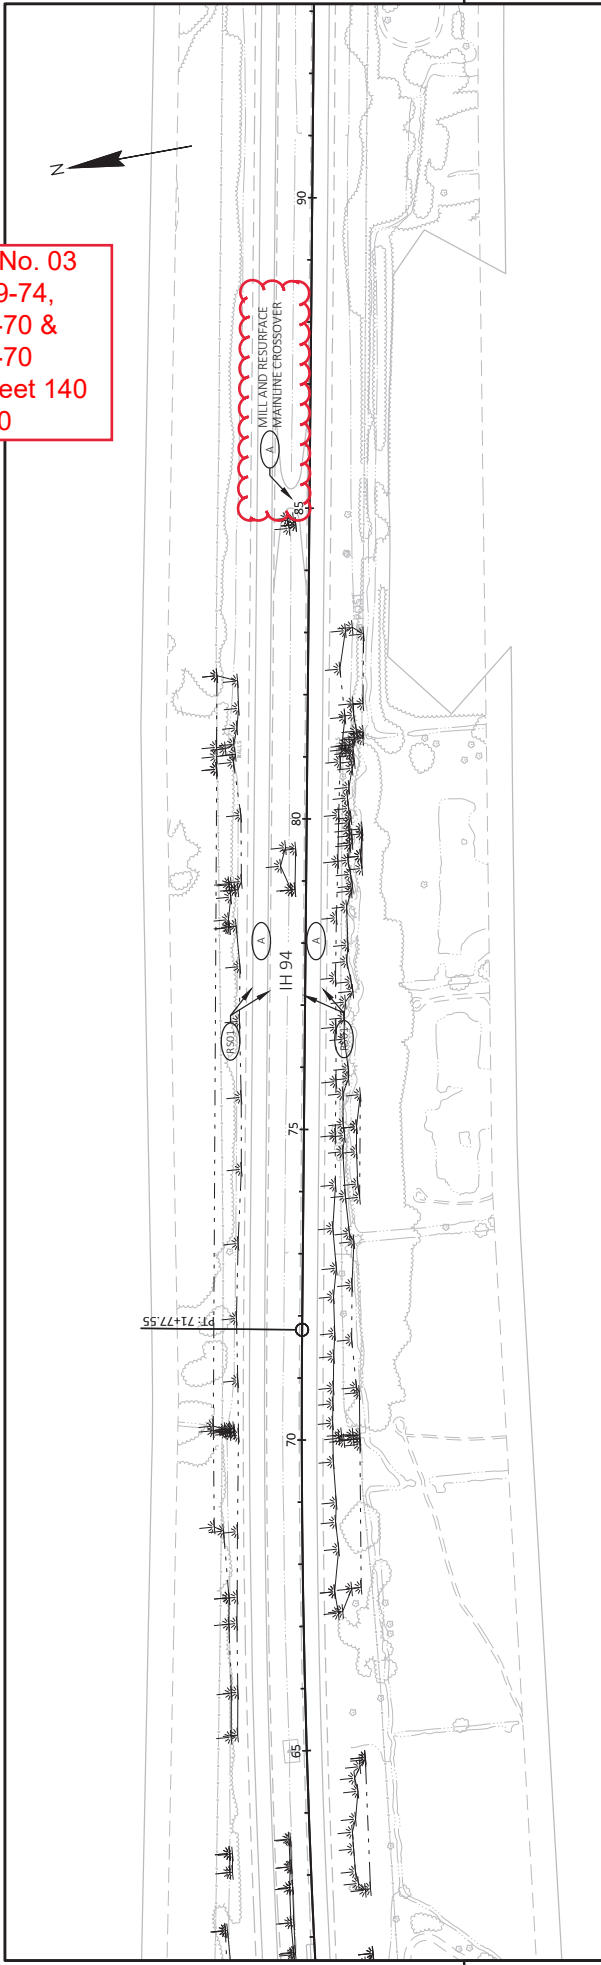 N
No. 03
9-74,
-70 &
-70
eet 140
0
90
MILL AND RESURFACE
MAINLINE CROSSOVER
A
85
80
A
A
IH 94
RS01
RS01
75
PT: 71+77.55
70
65